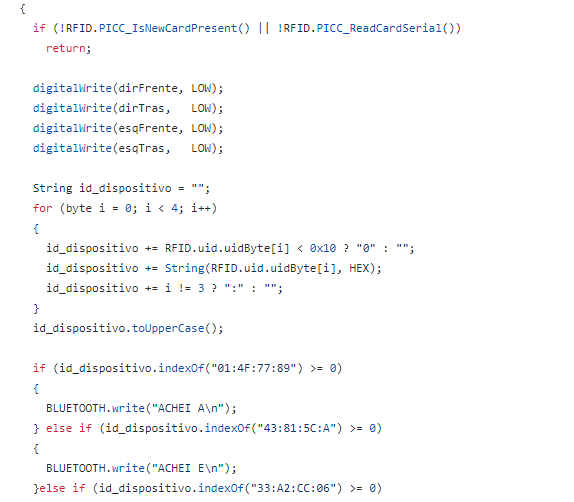 {
  if (!RFID.PICC_IsNewCardPresent() || !RFID.PICC_ReadCardSerial())
    return;

  digitalWrite(dirFrente, LOW);
  digitalWrite(dirTras,   LOW);
  digitalWrite(esqFrente, LOW);
  digitalWrite(esqTras,   LOW);

  String id_dispositivo = "";
  for (byte i = 0; i < 4; i++)
  {
    id_dispositivo += RFID.uid.uidByte[i] < 0x10 ? "0" : "";
    id_dispositivo += String(RFID.uid.uidByte[i], HEX);
    id_dispositivo += i != 3 ? ":" : "";
  }
  id_dispositivo.toUpperCase();

  if (id_dispositivo.indexOf("01:4F:77:89") >= 0)
  {
    BLUETOOTH.write("ACHEI A\n");
  } else if (id_dispositivo.indexOf("43:81:5C:A") >= 0)
  {
    BLUETOOTH.write("ACHEI E\n");
  }else if (id_dispositivo.indexOf("33:A2:CC:06") >= 0)